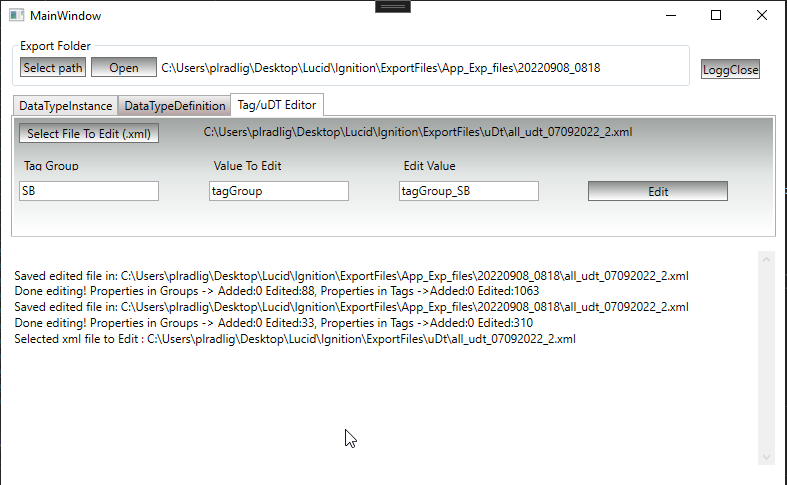 MainWindow
Export Folder
Select path Open C:\Users\plradlig\Desktop\Lucid\Ignition\ExportFiles\App_Exp_files\20220908_0818
LoggClose
DataTypeInstance DataTypeDefinition Tag/uDT Editor
Select File To Edit (.xml) C:\Users\plradlig\Desktop\Lucid\Ignition\ExportFiles\uDt\all_udt_07092022_2.xml
Tag Group Value To Edit Edit Value
SB tagGroup tagGroup_SB Edit
Saved edited file in: C:\Users\plradlig\Desktop\Lucid\Ignition\ExportFiles\App_Exp_files\20220908_0818\all_udt_07092022_2.xml
Done editing! Properties in Groups -> Added:0 Edited:88, Properties in Tags ->Added:0 Edited:1063
Saved edited file in: C:\Users\plradlig\Desktop\Lucid\Ignition\ExportFiles\App_Exp_files\20220908_0818\all_udt_07092022_2.xml
Done editing! Properties in Groups -> Added:0 Edited:33, Properties in Tags ->Added:0 Edited:310
Selected xml file to Edit : C:\Users\plradlig\Desktop\Lucid\Ignition\ExportFiles\uDt\all_udt_07092022_2.xml